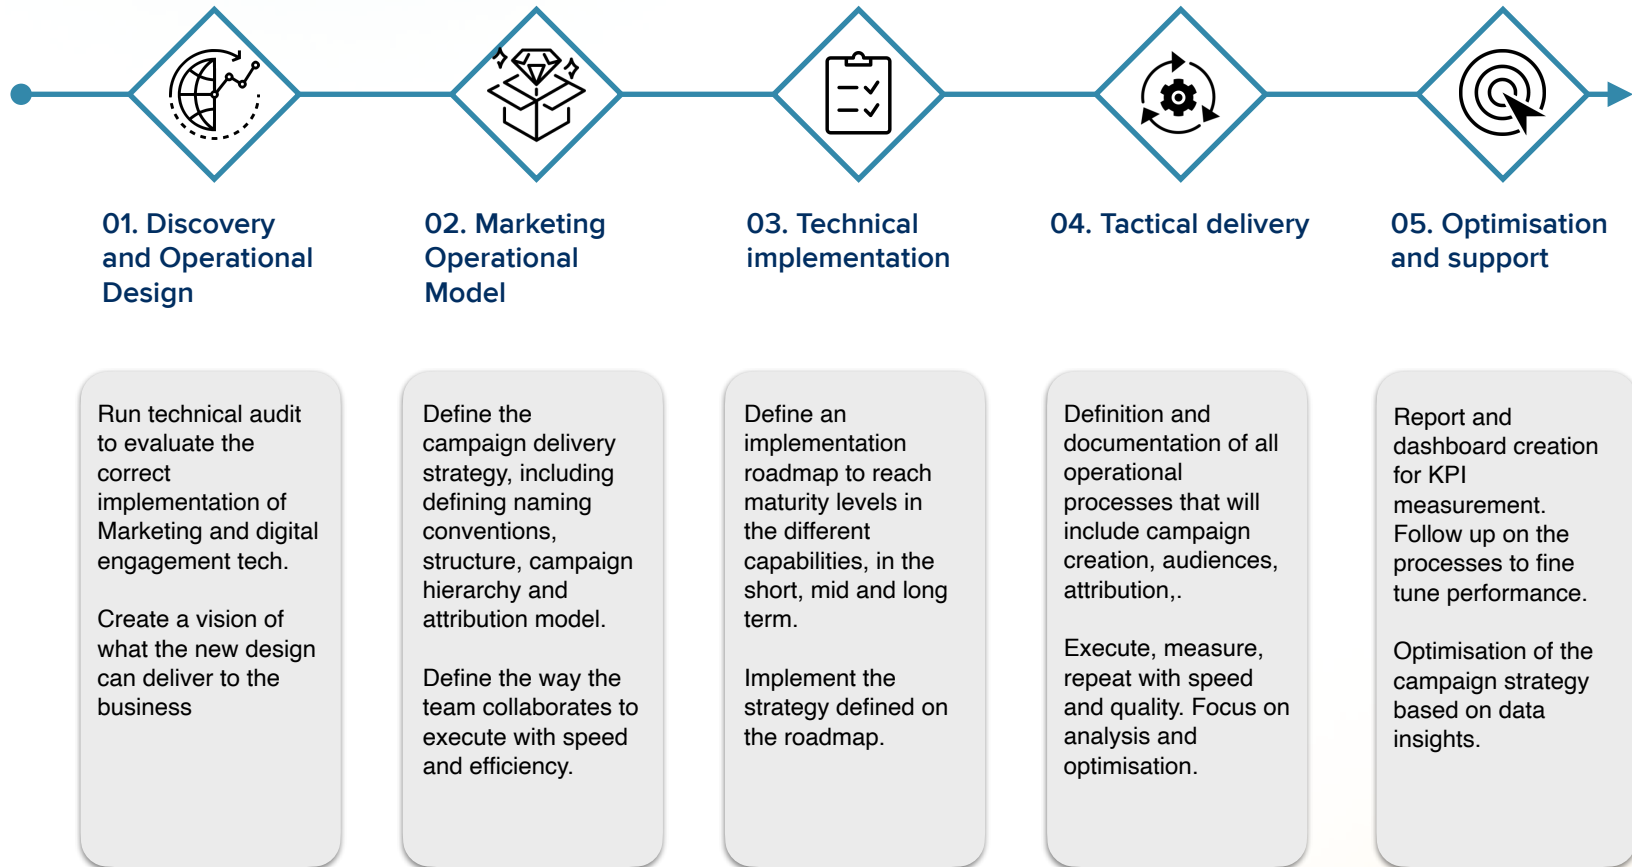 01. Discovery
and Operational
Design
02. Marketing
Operational
Model
03. Technical
implementation
04. Tactical delivery
05. Optimisation
and support
Run technical audit
to evaluate the
correct
implementation of
Marketing and digital
engagement tech.
Create a vision of
what the new design
can deliver to the
business
Define the
campaign delivery
strategy, including
defining naming
conventions,
structure, campaign
hierarchy and
attribution model.
Define the way the
team collaborates to
execute with speed
and efficiency.
Define an
implementation
roadmap to reach
maturity levels in
the different
capabilities, in the
short, mid and long
term.
Implement the
strategy defined on
the roadmap.
Definition and
documentation of all
operational
processes that will
include campaign
creation, audiences,
attribution,.
Execute, measure,
repeat with speed
and quality. Focus on
analysis and
optimisation.
Report and
dashboard creation
for KPI
measurement.
Follow up on the
processes to fine
tune performance.
Optimisation of the
campaign strategy
based on data
insights.